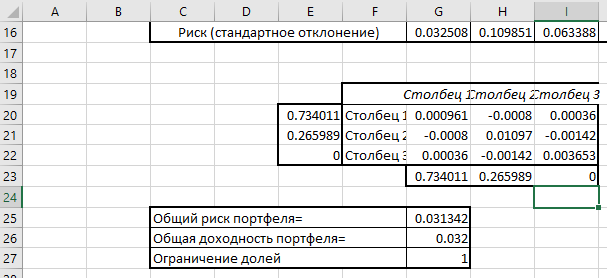 A B C D E F G H I
16 Риск (стандартное отклонение) 0.032508 0.109851 0.063388
17
18
19 Столбец 1 Столбец 2 Столбец 3
20 0.734011 Столбец 1 0.000961 -0.0008 0.00036
21 0.265989 Столбец 2 -0.0008 0.01097 -0.00142
22 0 Столбец 3 0.00036 -0.00142 0.003653
23 0.734011 0.265989 0
24
25 Общий риск портфеля= 0.031342
26 Общая доходность портфеля= 0.032
27 Ограничение долей 1